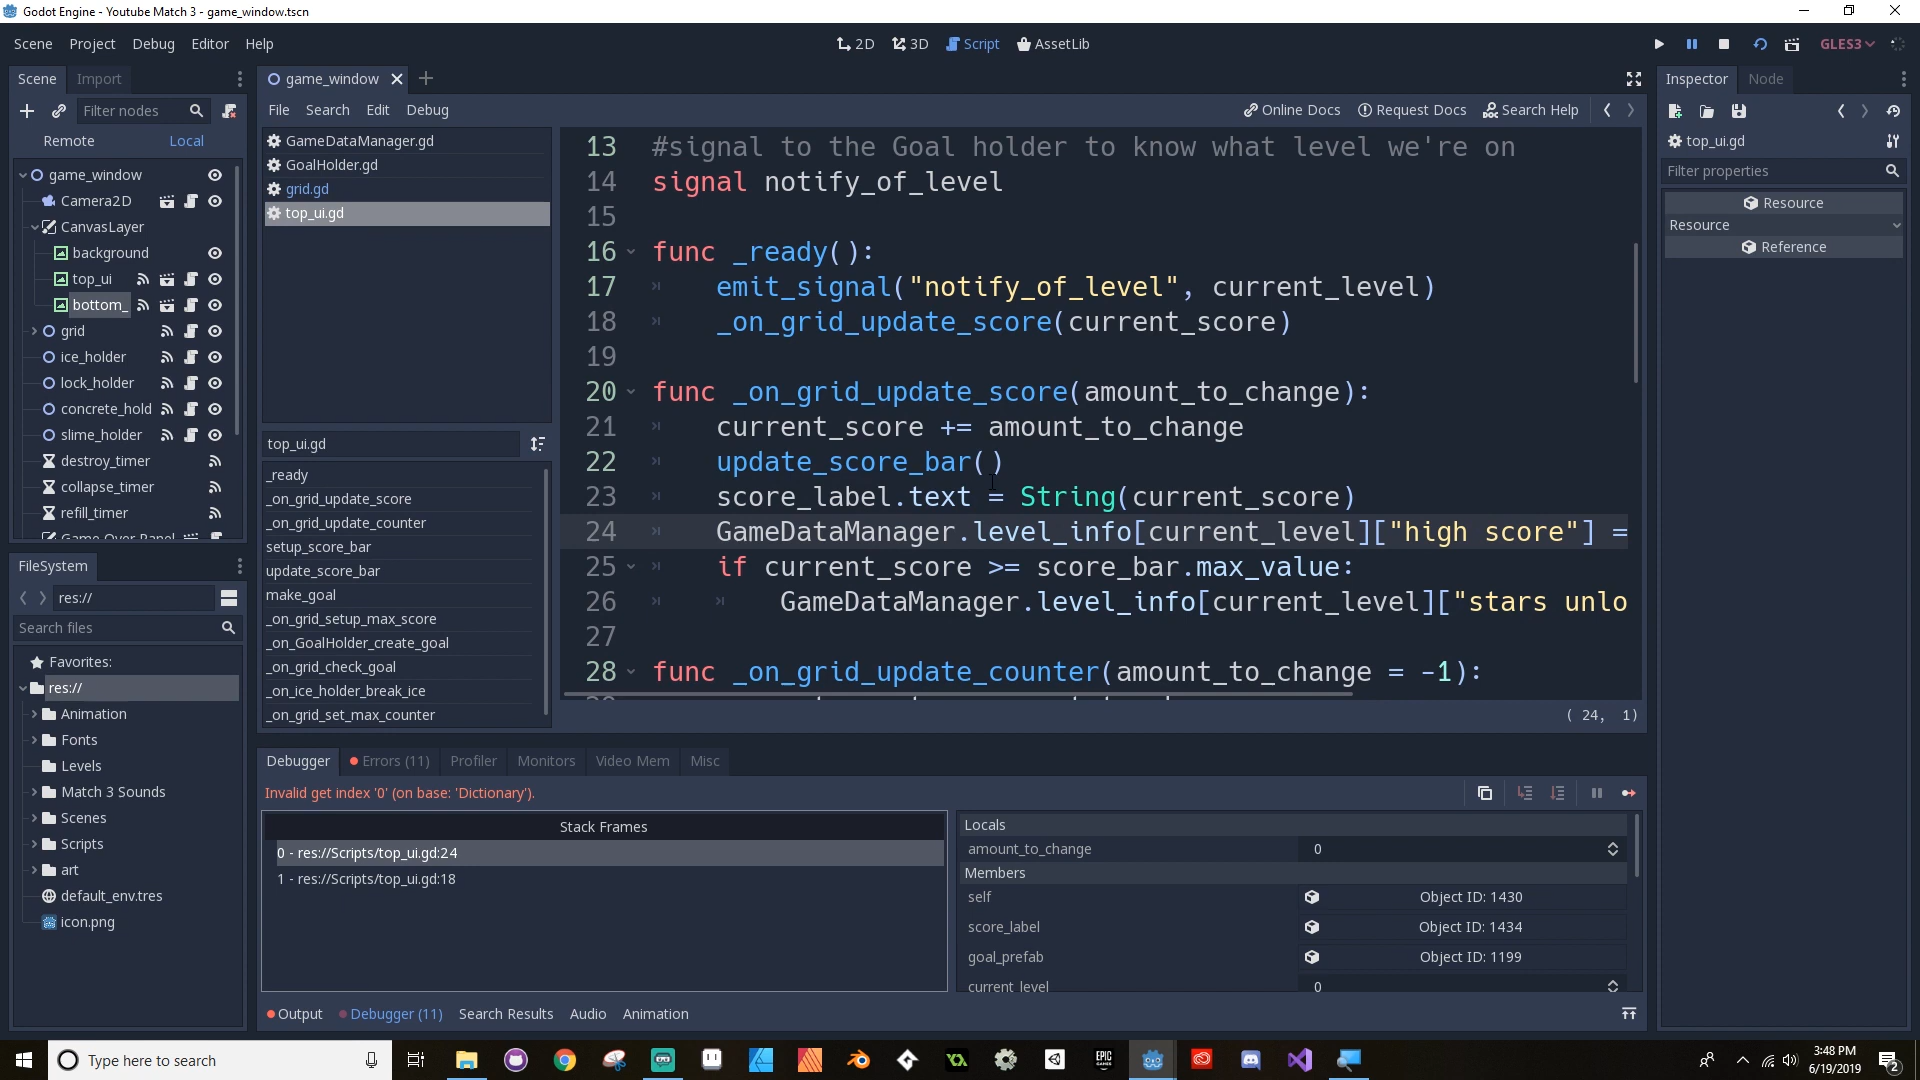 Godot Engine - Youtube Match 3 - game_window.tscn
Scene Project Debug Editor Help
2D 3D Script AssetLib
GLES3
Scene Import
game_window
Inspector Node
Filter nodes
File Search Edit Debug
Online Docs Request Docs Search Help
Remote Local
top_ui.gd
Filter properties
Resource
Resource
Reference
game_window
Camera2D
CanvasLayer
background
top_ui
bottom_
grid
ice_holder
lock_holder
concrete_hold
slime_holder
destroy_timer
collapse_timer
refill_timer
Game Over Panel
GameDataManager.gd
GoalHolder.gd
grid.gd
top_ui.gd
top_ui.gd
_ready
_on_grid_update_score
_on_grid_update_counter
setup_score_bar
update_score_bar
make_goal
_on_grid_setup_max_score
_on_GoalHolder_create_goal
_on_grid_check_goal
_on_ice_holder_break_ice
_on_grid_set_max_counter
13 #signal to the Goal holder to know what level we're on
14 signal notify_of_level
15
16 func _ready():
17 emit_signal("notify_of_level", current_level)
18 _on_grid_update_score(current_score)
19
20 func _on_grid_update_score(amount_to_change):
21 current_score += amount_to_change
22 update_score_bar()
23 score_label.text = String(current_score)
24 GameDataManager.level_info[current_level]["high score"] =
25 if current_score >= score_bar.max_value:
26 GameDataManager.level_info[current_level]["stars unlo
27
28 func _on_grid_update_counter(amount_to_change = -1):
( 24, 1)
FileSystem
res://
Search files
Favorites:
res://
Animation
Fonts
Levels
Match 3 Sounds
Scenes
Scripts
art
default_env.tres
icon.png
Debugger Errors (11) Profiler Monitors Video Mem Misc
Invalid get index '0' (on base: 'Dictionary').
Stack Frames
0 - res://Scripts/top_ui.gd:24
1 - res://Scripts/top_ui.gd:18
Locals
amount_to_change 0
Members
self Object ID: 1430
score_label Object ID: 1434
goal_prefab Object ID: 1199
current_level 0
Output Debugger (11) Search Results Audio Animation
Type here to search
3:48 PM
6/19/2019
2